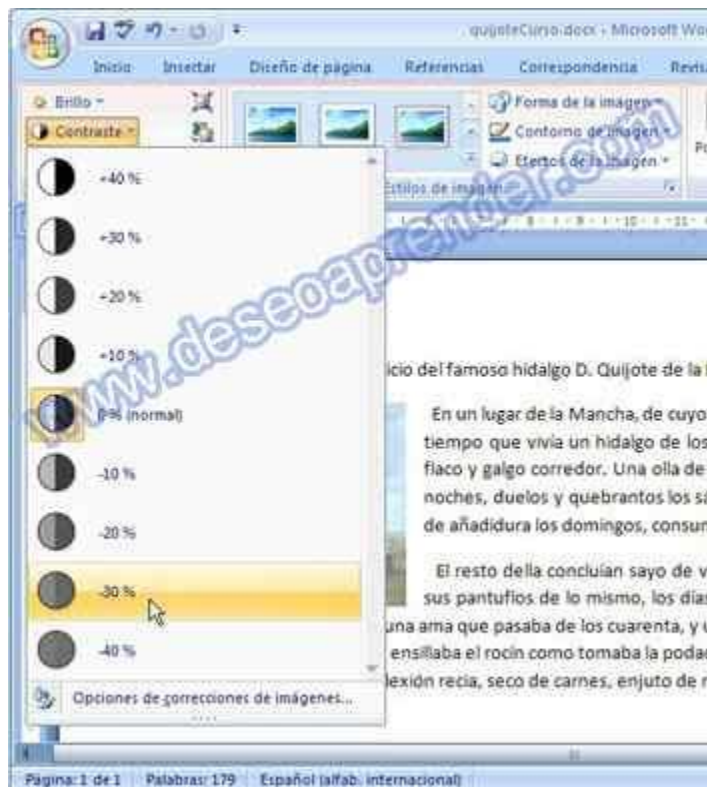 quijoteCurso.docx - Microsoft Wo
Inicio Insertar Diseño de página Referencias Correspondencia Revis
Brillo
Contraste
Forma de la imagen
Contorno de imagen
Efectos de la imagen
Estilos de imagen
+40 %
+30 %
+20 %
+10 %
0 % (normal)
-10 %
-20 %
-30 %
-40 %
Opciones de correcciones de imágenes...
www.deseoaprender.com
icio del famoso hidalgo D. Quijote de la
En un lugar de la Mancha, de cuyo
tiempo que vivía un hidalgo de los
flaco y galgo corredor. Una olla de
noches, duelos y quebrantos los sá
de añadidura los domingos, consum
El resto della concluían sayo de v
sus pantuflos de lo mismo, los días
una ama que pasaba de los cuarenta, y u
ensillaba el rocín como tomaba la podad
lexión recia, seco de carnes, enjuto de r
Página: 1 de 1 Palabras: 179 Español (alfab. internacional)